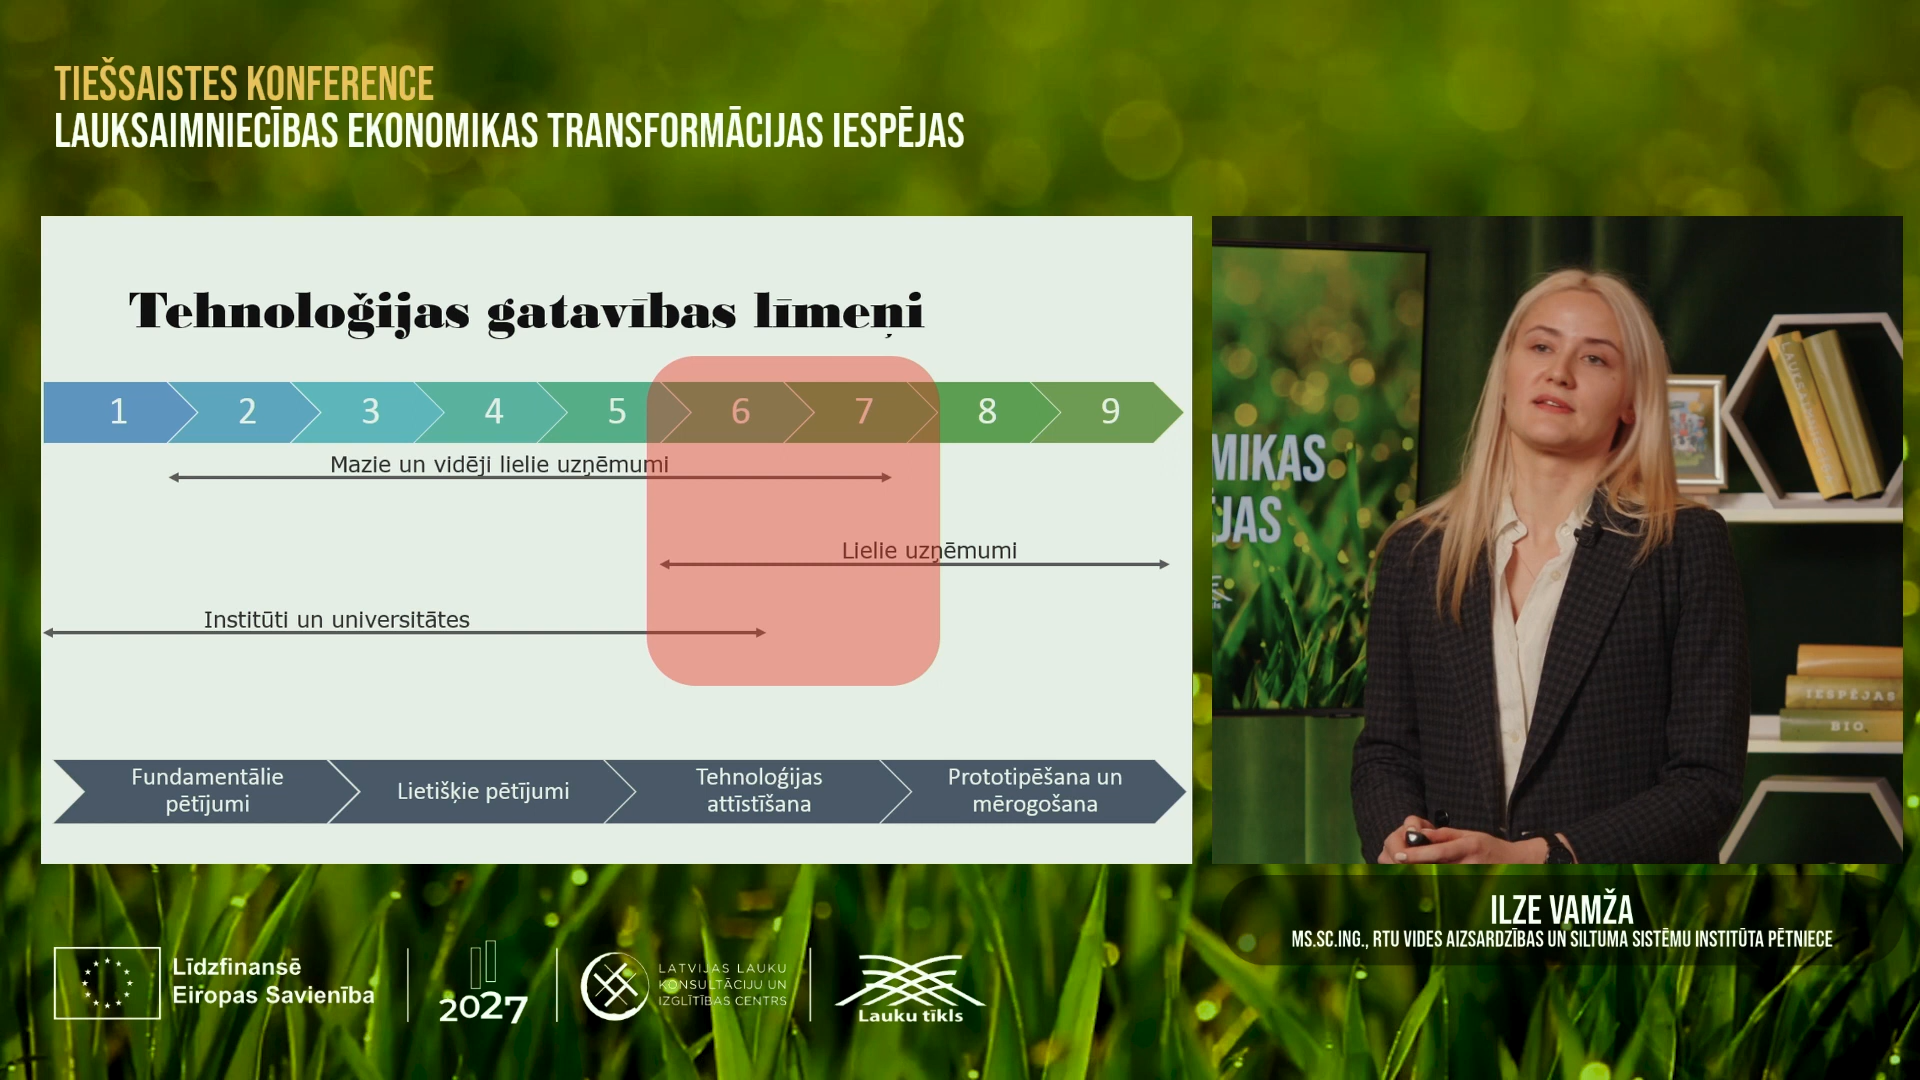 TIEŠSAISTES KONFERENCE
LAUKSAIMNIECĪBAS EKONOMIKAS TRANSFORMĀCIJAS IESPĒJAS
Tehnoloģijas gatavības līmeņi
1 2 3 4 5 6 7 8 9
Mazie un vidēji lielie uzņēmumi
Lielie uzņēmumi
Institūti un universitātes
Fundamentālie
pētījumi
Lietišķie pētījumi
Tehnoloģijas
attīstīšana
Prototipēšana un
mērogošana
MIKAS
JAS
IESPĒJAS
BIO
ILZE VAMŽA
MS.SC.ING., RTU VIDES AIZSARDZĪBAS UN SILTUMA SISTĒMU INSTITŪTA PĒTNIECE
Līdzfinansē
Eiropas Savienība
2027
LATVIJAS LAUKU
KONSULTĀCIJU UN
IZGLĪTĪBAS CENTRS
Lauku tīkls